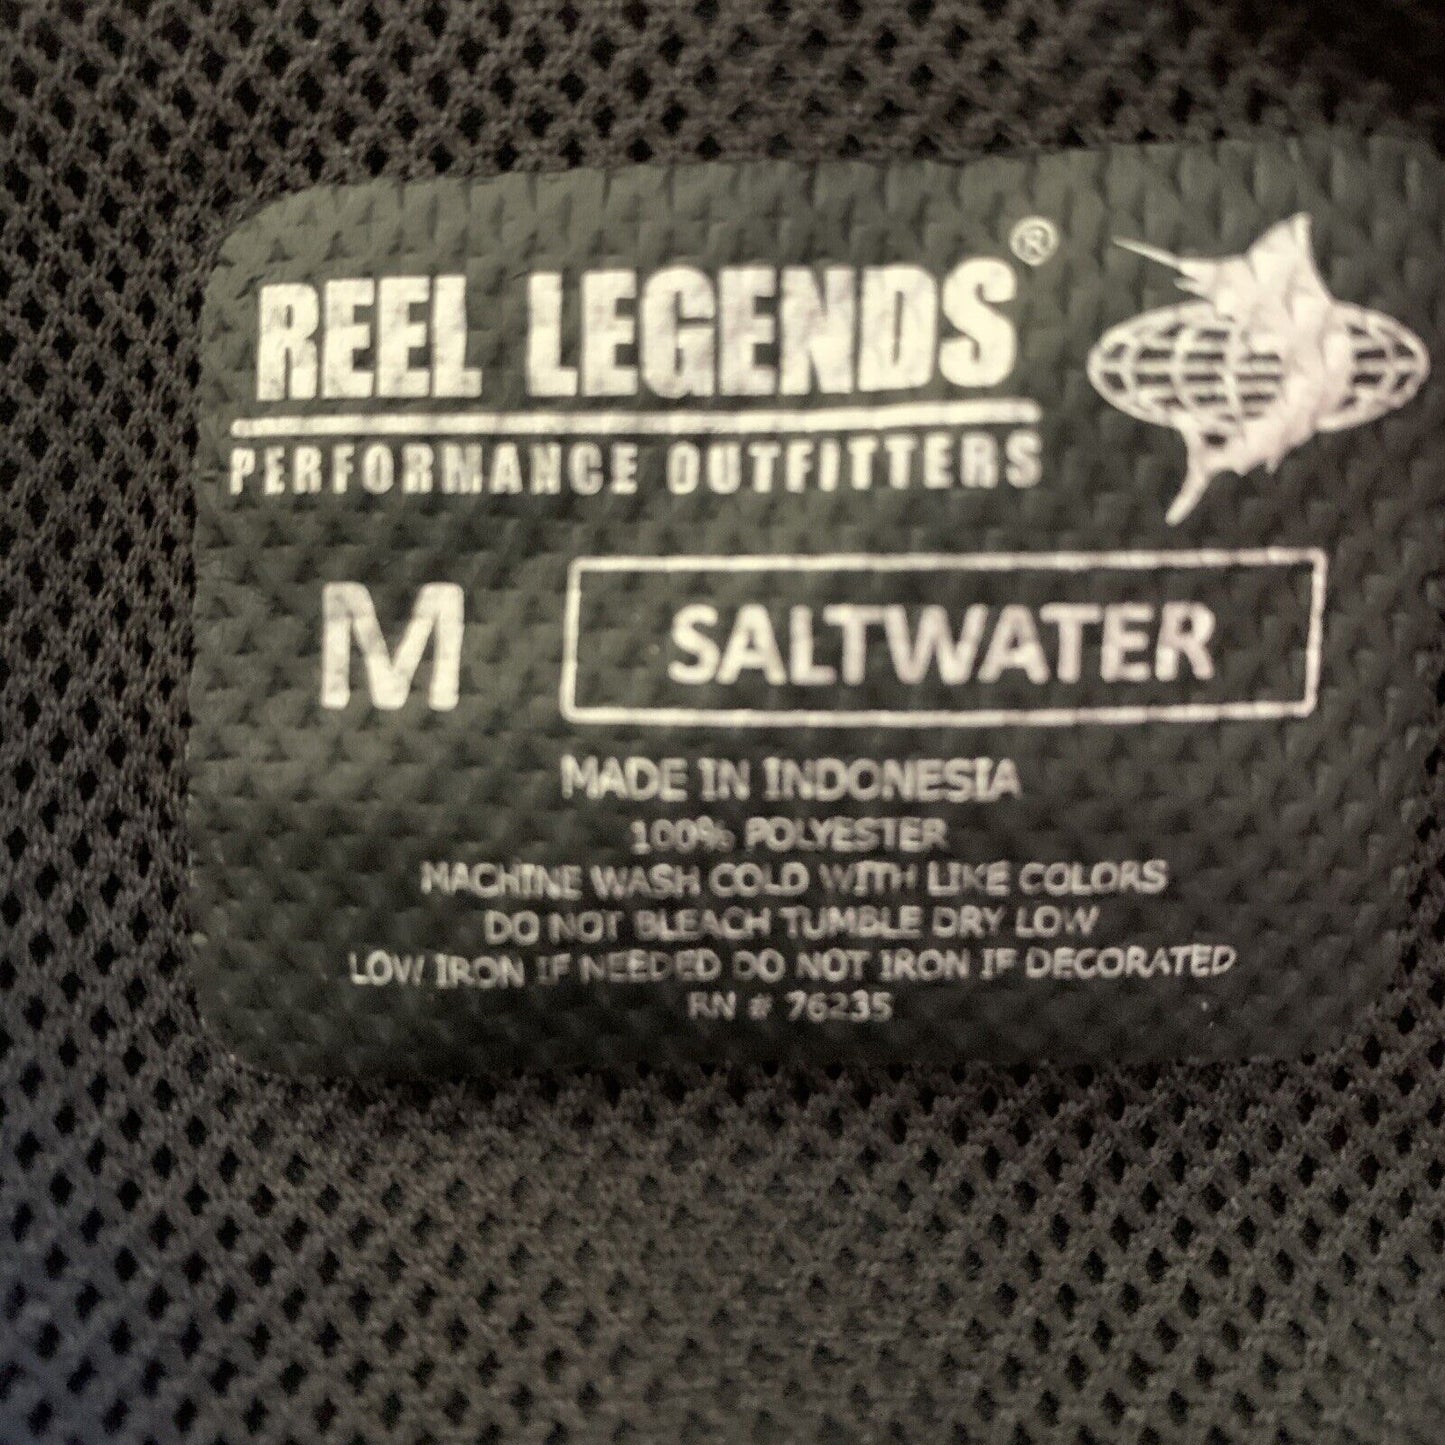 REEL LEGENDS®
PERFORMANCE OUTFITTERS
M SALTWATER
MADE IN INDONESIA
100% POLYESTER
MACHINE WASH COLD WITH LIKE COLORS
DO NOT BLEACH TUMBLE DRY LOW
LOW IRON IF NEEDED DO NOT IRON IF DECORATED
RN # 76235